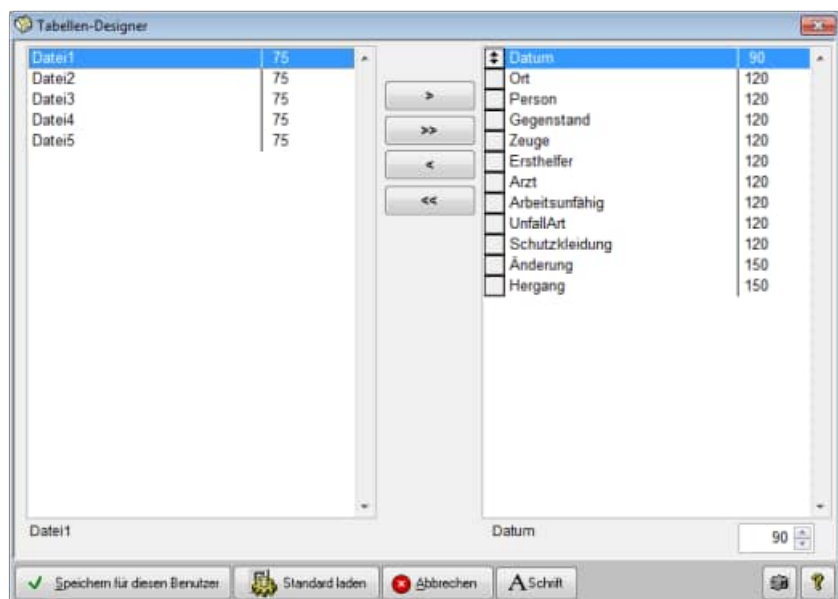 Tabellen-Designer
Datei1 75
Datei2 75
Datei3 75
Datei4 75
Datei5 75
>
>>
<
<<
Datum 90
Ort 120
Person 120
Gegenstand 120
Zeuge 120
Ersthelfer 120
Arzt 120
Arbeitsunfähig 120
UnfallArt 120
Schutzkleidung 120
Änderung 150
Hergang 150
Datei1
Datum 90
Speichern für diesen Benutzer Standard laden Abbrechen A Schrift ?